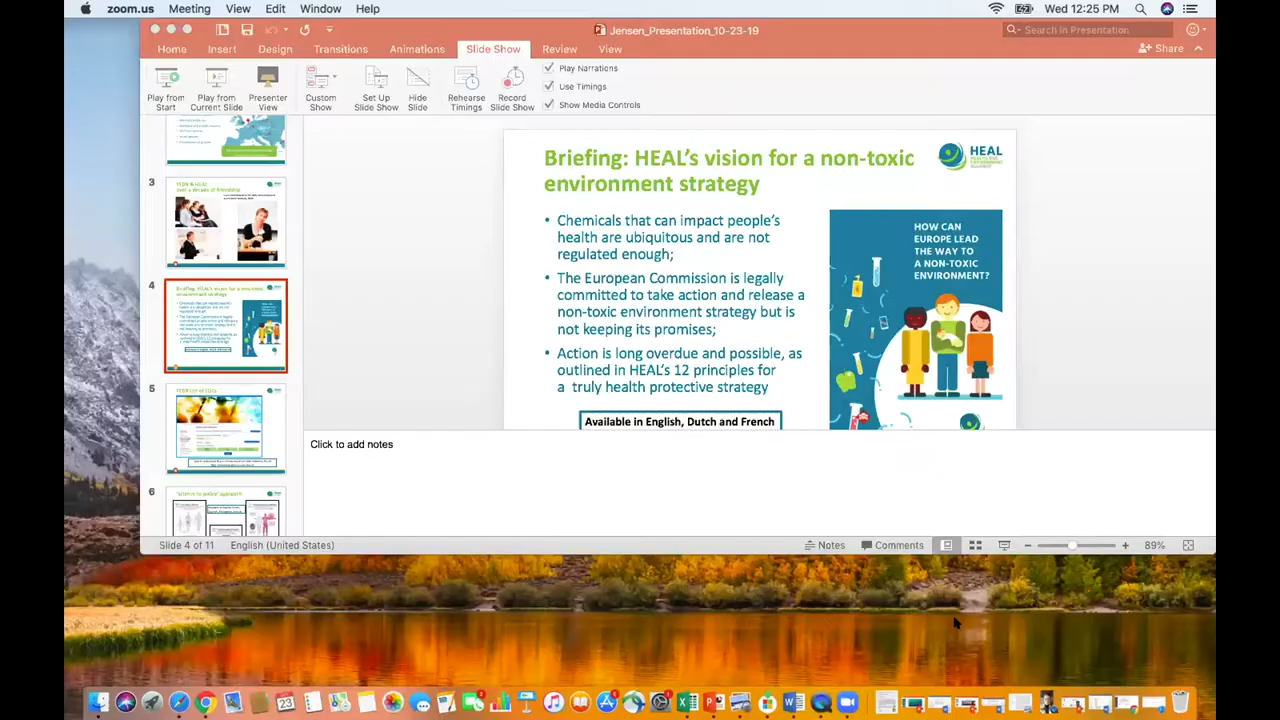 zoom.us Meeting View Edit Window Help Wed 12:25 PM
Jensen_Presentation_10-23-19
Search in Presentation
Home Insert Design Transitions Animations Slide Show Review View Share
Play from Start
Play from Current Slide
Presenter View
Custom Show
Set Up Slide Show
Hide Slide
Rehearse Timings
Record Slide Show
Play Narrations
Use Timings
Show Media Controls
3
4
5
6
Briefing: HEAL's vision for a non-toxic
environment strategy
HEAL
• Chemicals that can impact people's
health are ubiquitous and are not
regulated enough;
• The European Commission is legally
committed to take action and release a
non-toxic environment strategy but is
not keeping its promises;
• Action is long overdue and possible, as
outlined in HEAL's 12 principles for
a truly health protective strategy
Available in English, Dutch and French
HOW CAN
EUROPE LEAD
THE WAY TO
A NON-TOXIC
ENVIRONMENT?
Click to add notes
Slide 4 of 11 English (United States) Notes Comments 89%
23